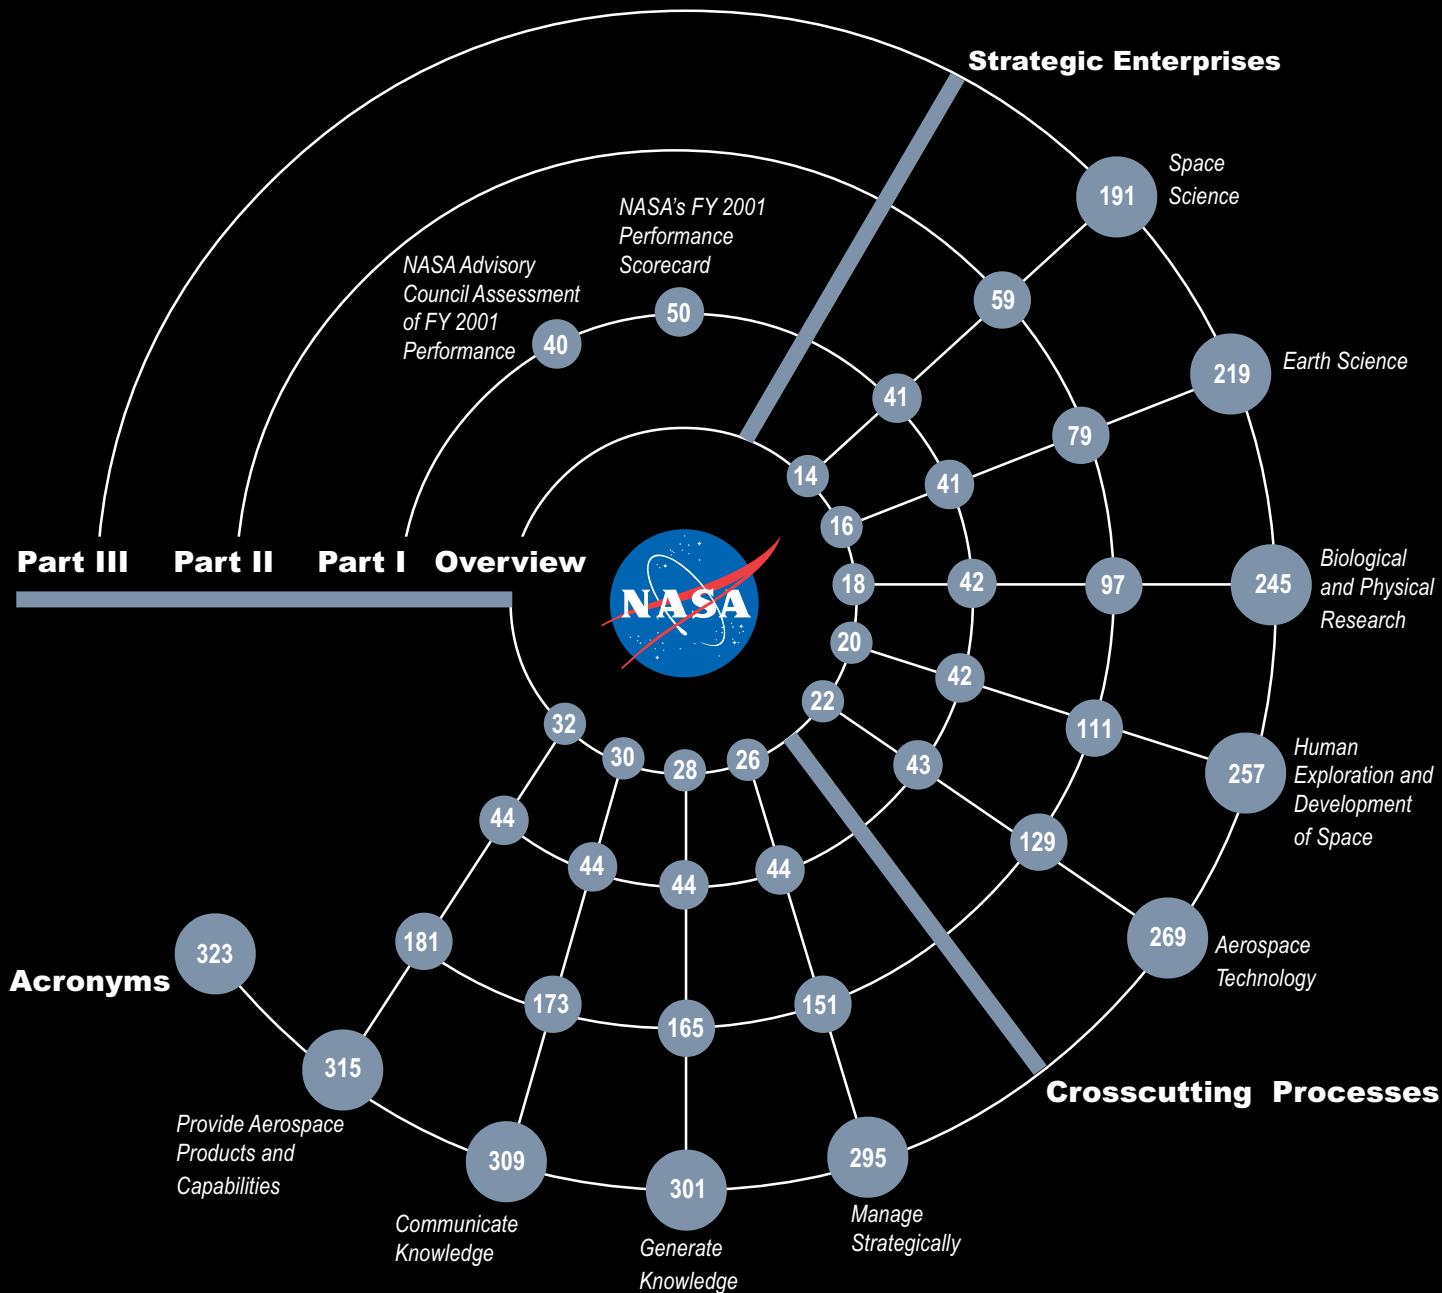 Strategic Enterprises
Space
Science
191
NASA's FY 2001
Performance
Scorecard
NASA Advisory
Council Assessment
of FY 2001
Performance
40
50
59
41
14
219
Earth Science
79
41
16
Part III
Part II
Part I
Overview
NASA
18
42
97
245
Biological
and Physical
Research
20
42
111
257
Human
Exploration and
Development
of Space
22
43
129
269
Aerospace
Technology
Crosscutting Processes
26
44
151
295
Manage
Strategically
28
44
165
301
Generate
Knowledge
30
44
173
309
Communicate
Knowledge
32
44
181
315
Provide Aerospace
Products and
Capabilities
323
Acronyms